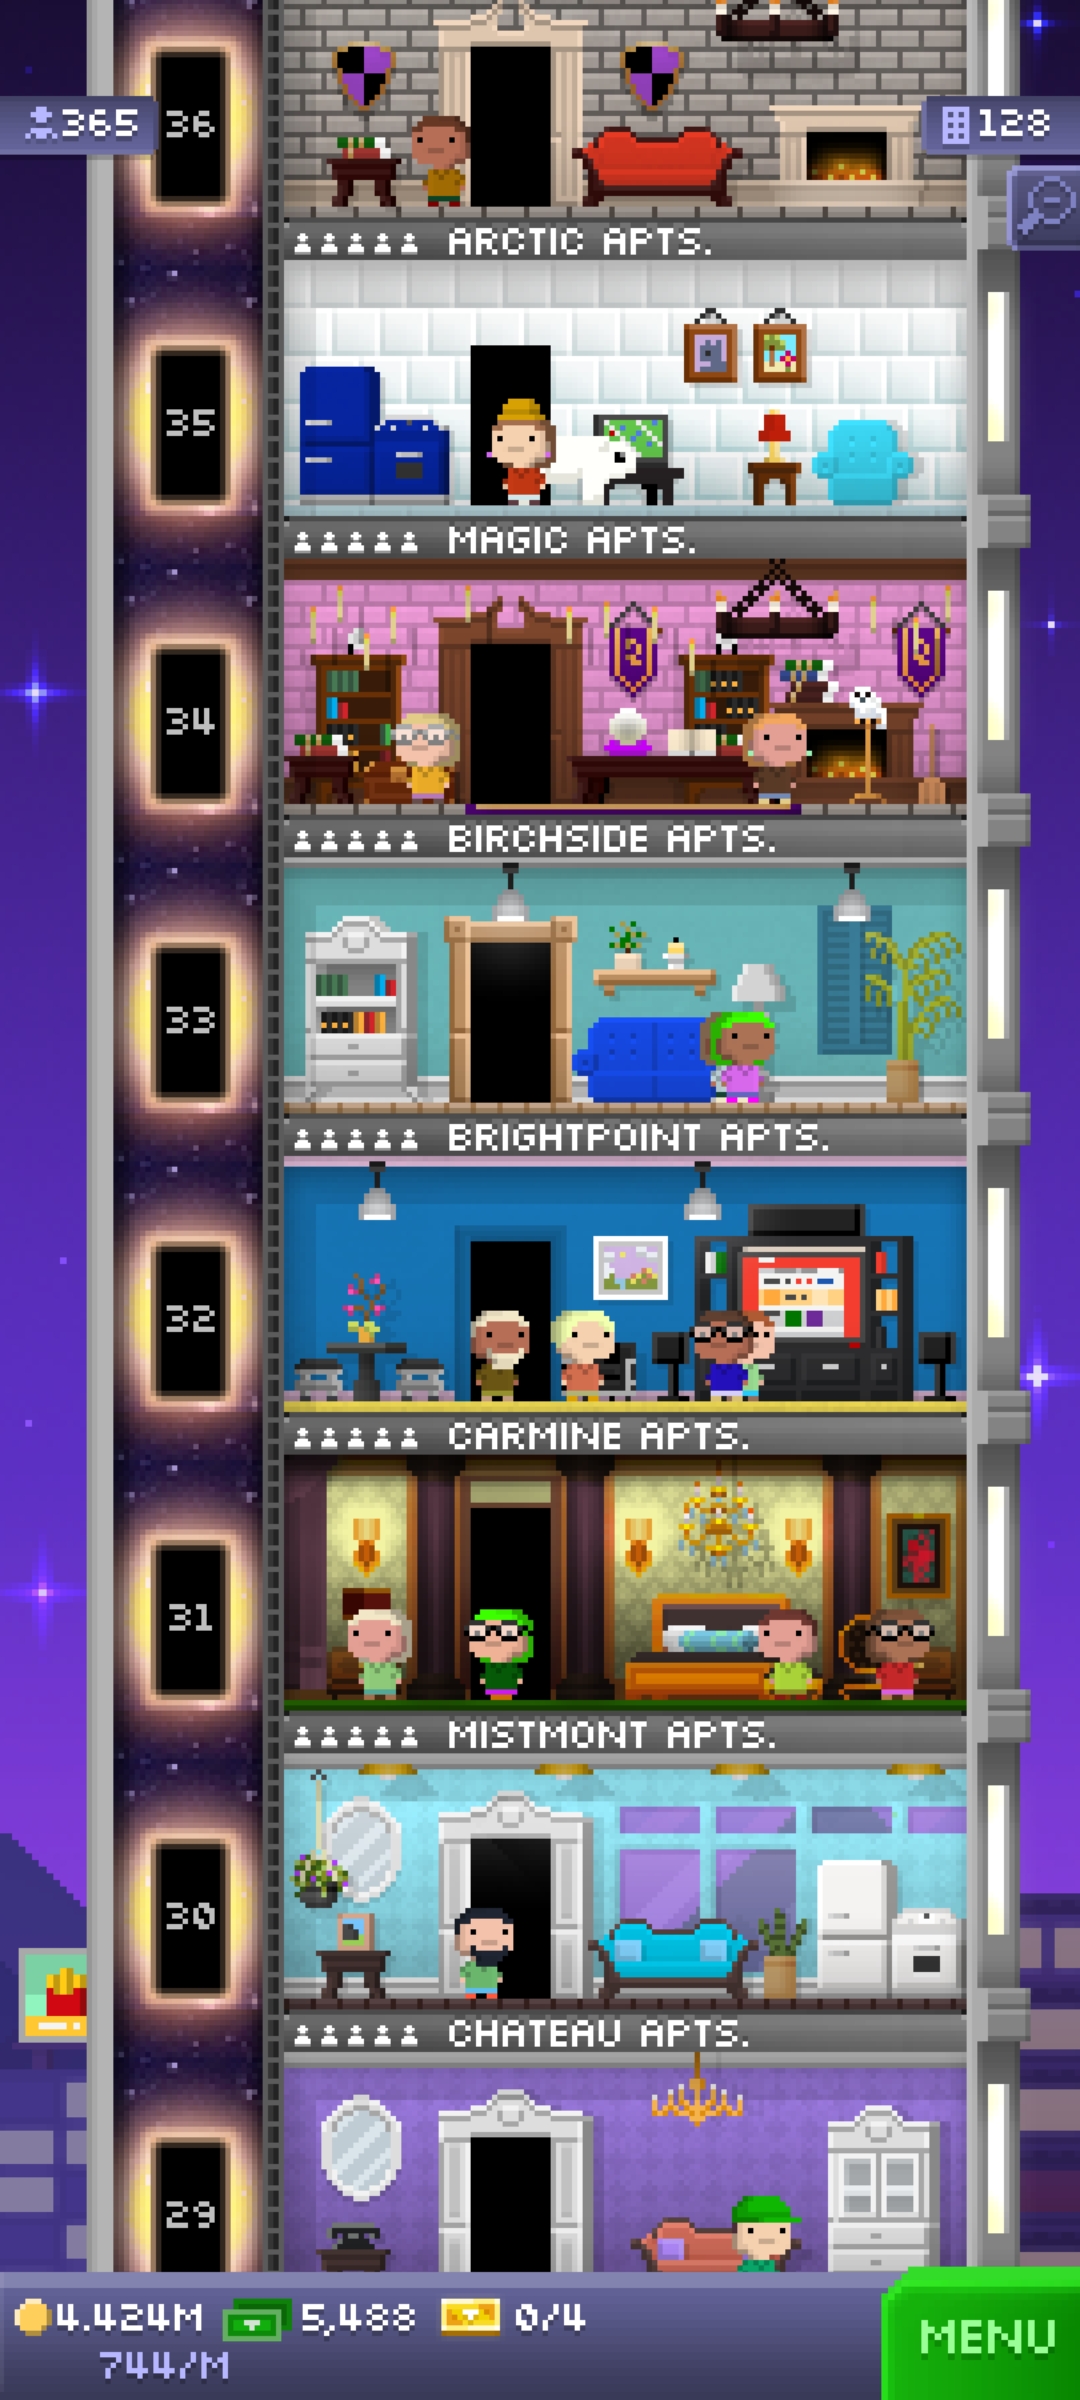 36
365
128
ARCTIC APTS.
35
MAGIC APTS.
34
BIRCHSIDE APTS.
33
BRIGHTPOINT APTS.
32
CARMINE APTS.
31
MISTMONT APTS.
30
CHATEAU APTS.
29
4.424M 5,488 0/4
744/M
MENU